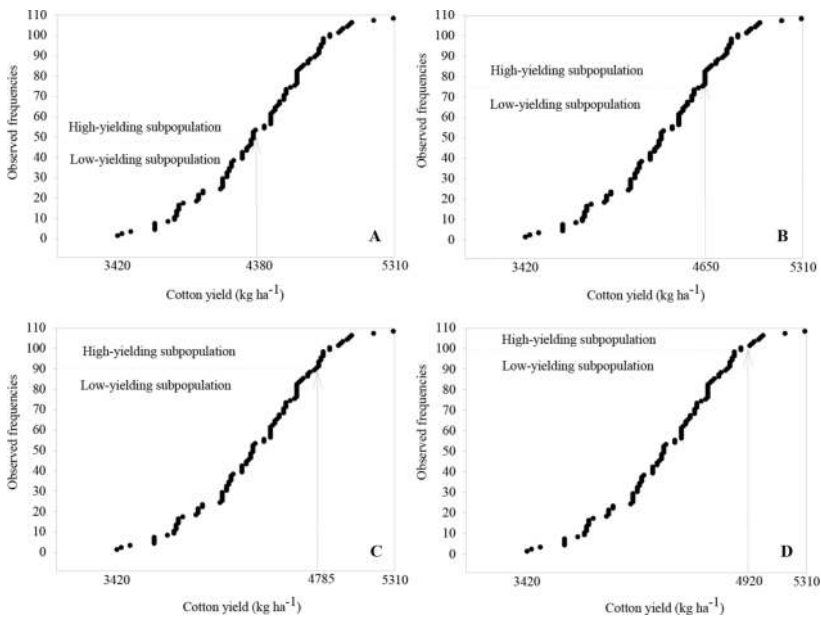 110
100
90
80
70
60
50
40
30
20
10
0
Observed frequencies
High-yielding subpopulation
Low-yielding subpopulation
A
3420 4380 5310
Cotton yield (kg ha⁻¹)
110
100
90
80
70
60
50
40
30
20
10
0
Observed frequencies
High-yielding subpopulation
Low-yielding subpopulation
B
3420 4650 5310
Cotton yield (kg ha⁻¹)
110
100
90
80
70
60
50
40
30
20
10
0
Observed frequencies
High-yielding subpopulation
Low-yielding subpopulation
C
3420 4785 5310
Cotton yield (kg ha⁻¹)
110
100
90
80
70
60
50
40
30
20
10
0
Observed frequencies
High-yielding subpopulation
Low-yielding subpopulation
D
3420 4920 5310
Cotton yield (kg ha⁻¹)